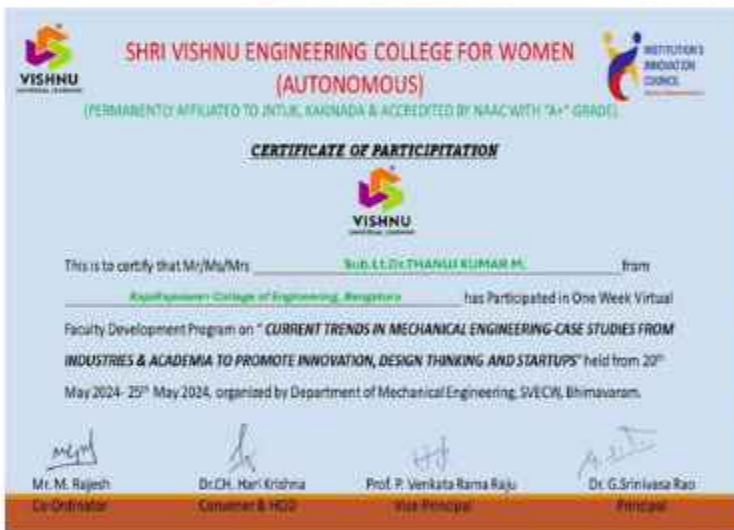 VISHNU
UNIVERSAL LEARNING
SHRI VISHNU ENGINEERING COLLEGE FOR WOMEN
(AUTONOMOUS)
(PERMANENTLY AFFILIATED TO JNTUK, KAKINADA & ACCREDITED BY NAAC WITH "A+" GRADE)
INSTITUTION'S
INNOVATION
COUNCIL
CERTIFICATE OF PARTICIPITATION
VISHNU
UNIVERSAL LEARNING
This is to certify that Mr/Ms/Mrs Sub.Lt.Dr.THANUJ KUMAR M. from
RajaRajeswari College of Engineering, Bengaluru has Participated in One Week Virtual
Faculty Development Program on " CURRENT TRENDS IN MECHANICAL ENGINEERING-CASE STUDIES FROM
INDUSTRIES & ACADEMIA TO PROMOTE INNOVATION, DESIGN THINKING AND STARTUPS" held from 20th
May 2024- 25th May 2024, organized by Department of Mechanical Engineering, SVECW, Bhimavaram.
Mr. M. Rajesh Dr.CH. Hari Krishna Prof. P. Venkata Rama Raju Dr. G.Srinivasa Rao
Co-Ordinator Convener & HOD Vice Principal Principal